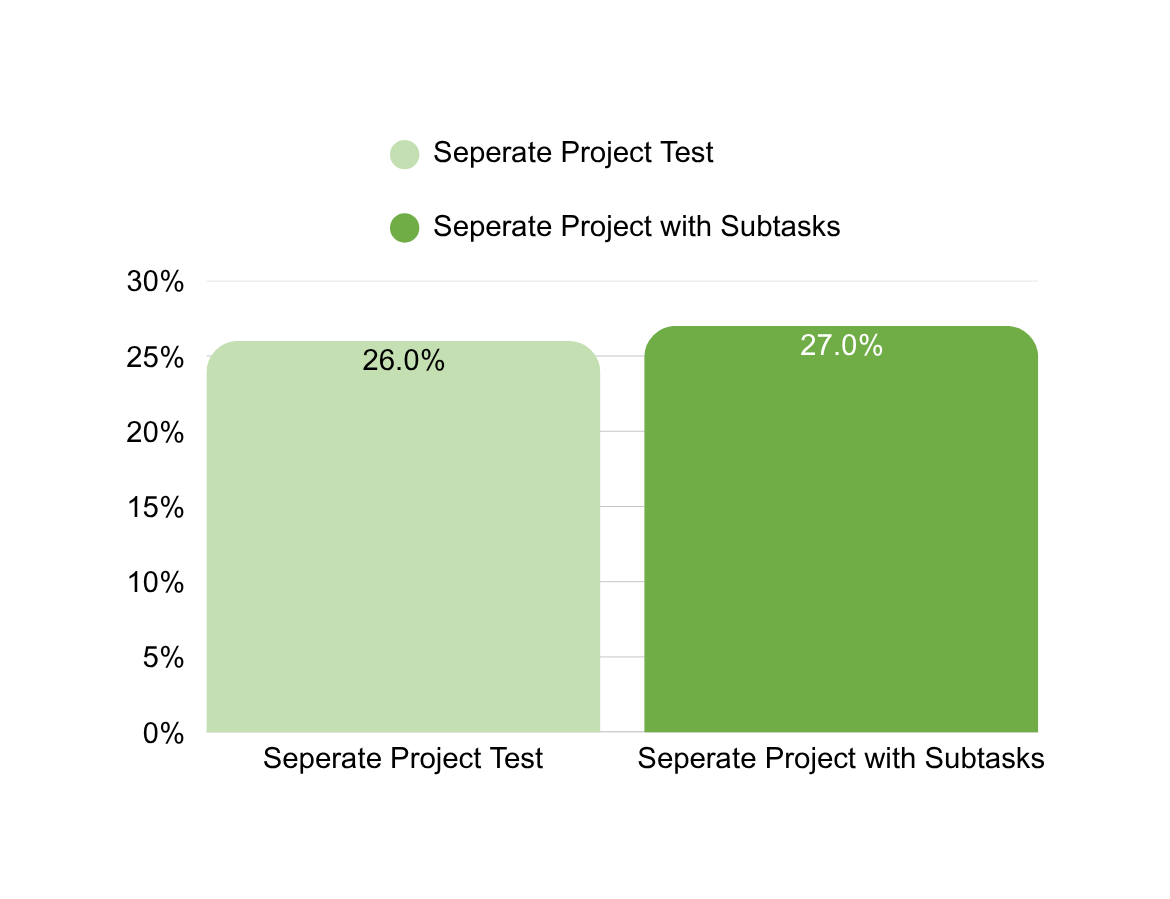 Seperate Project Test
Seperate Project with Subtasks
30%
25%
20%
15%
10%
5%
0%
26.0%
27.0%
Seperate Project Test
Seperate Project with Subtasks